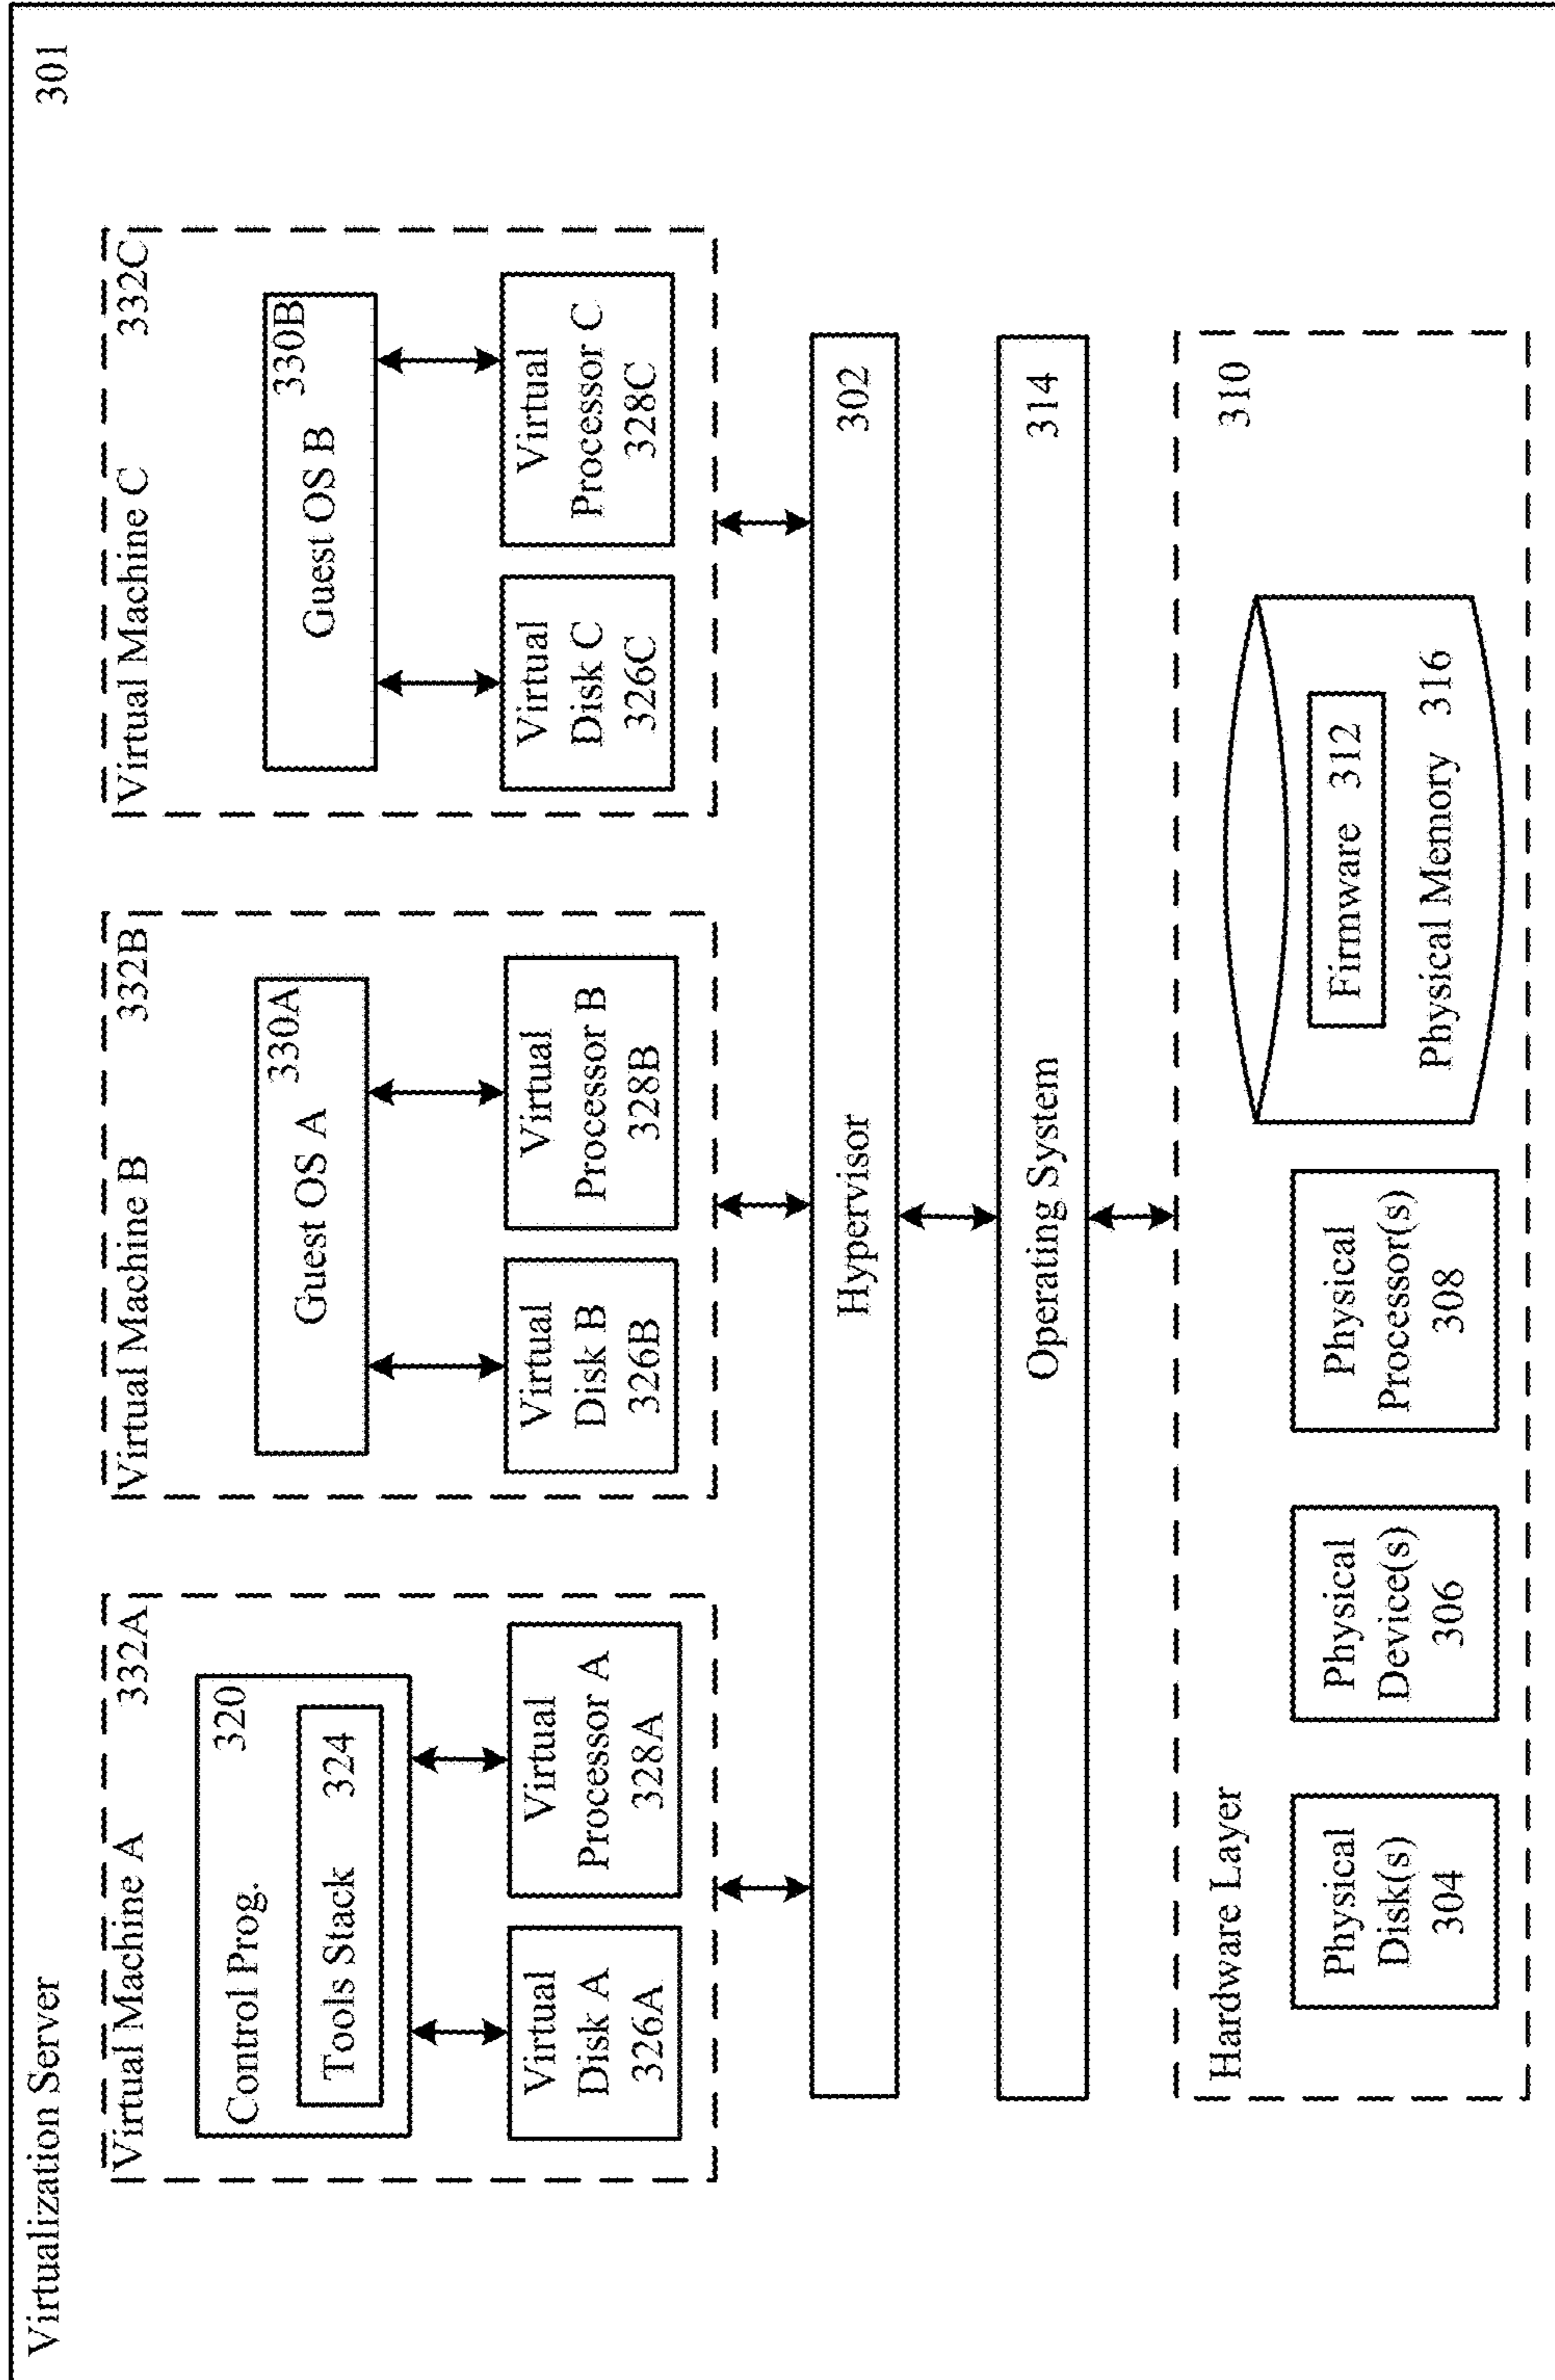 Virtualization Server 301
Virtual Machine A 332A
Control Prog. 320
Tools Stack 324
Virtual
Disk A
326A
Virtual
Processor A
328A
Virtual Machine B 332B
Guest OS A 330A
Virtual
Disk B
326B
Virtual
Processor B
328B
Virtual Machine C 332C
Guest OS B 330B
Virtual
Disk C
326C
Virtual
Processor C
328C
Hypervisor 302
Operating System 314
Hardware Layer 310
Physical
Disk(s)
304
Physical
Device(s)
306
Physical
Processor(s)
308
Firmware 312
Physical Memory 316